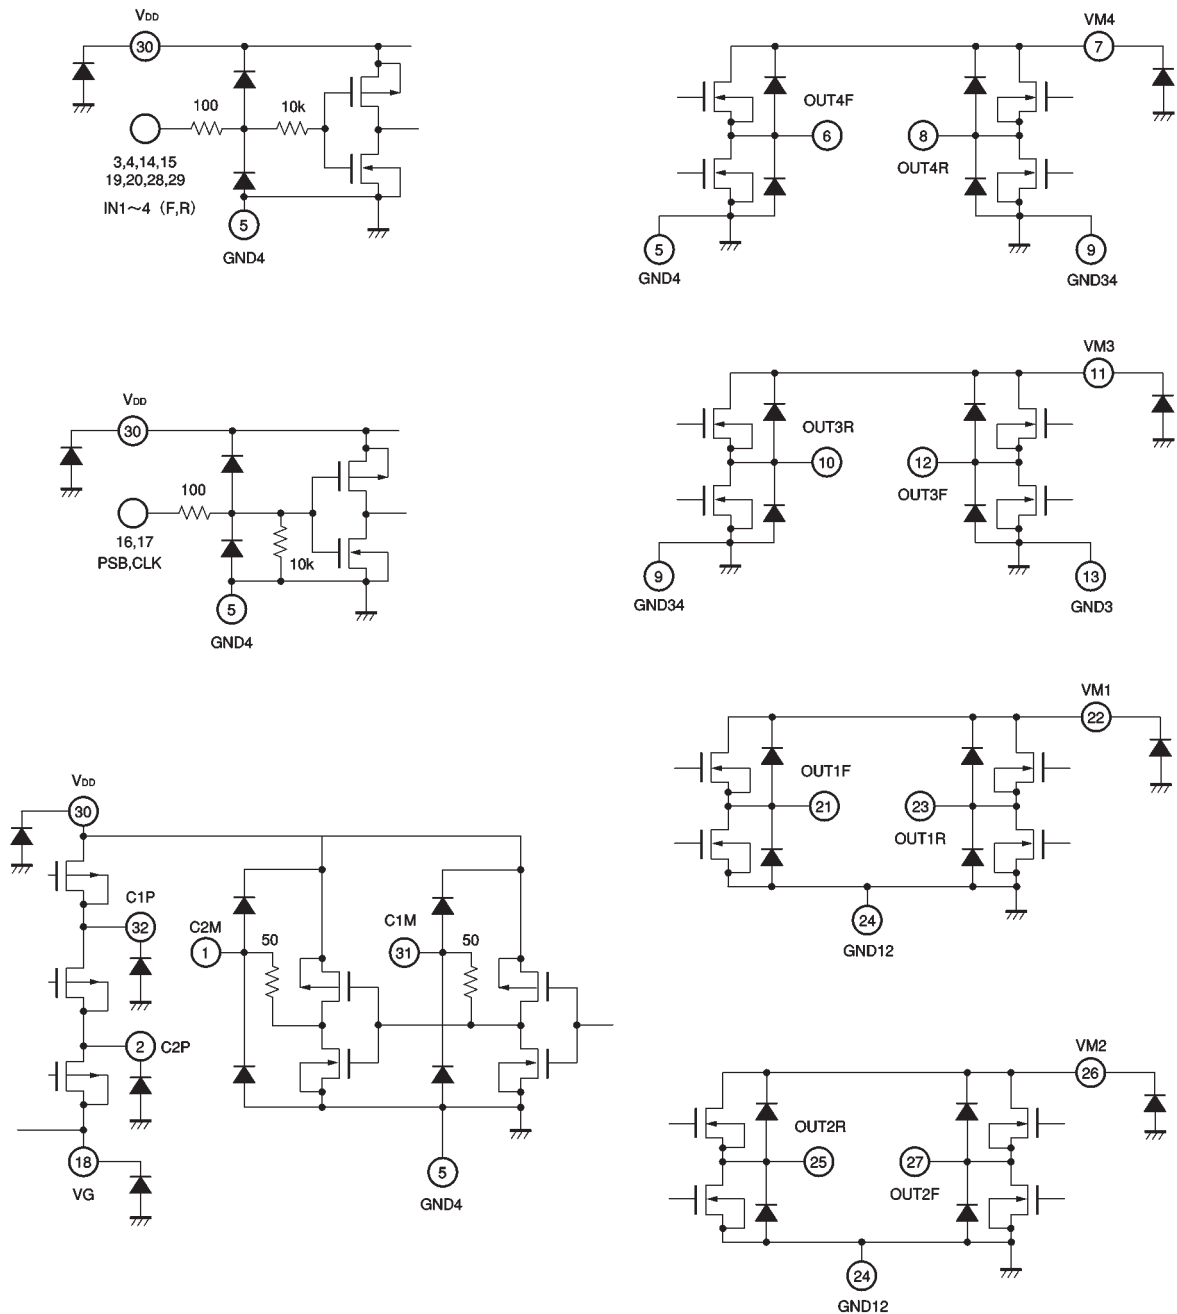 VDD
30
100
10k
3,4,14,15
19,20,28,29
IN1～4（F,R）
5
GND4
VM4
7
OUT4F
6
8
OUT4R
5
GND4
9
GND34
VDD
30
100
16,17
PSB,CLK
10k
5
GND4
VM3
11
OUT3R
10
12
OUT3F
9
GND34
13
GND3
VDD
30
C1P
32
C2M
1
50
C1M
31
50
2
C2P
18
VG
5
GND4
VM1
22
OUT1F
21
23
OUT1R
24
GND12
VM2
26
OUT2R
25
27
OUT2F
24
GND12